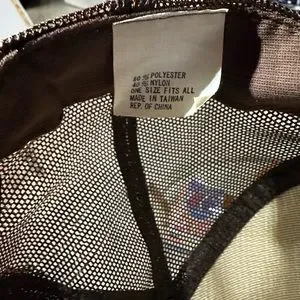 60 % POLYESTER
40 % NYLON
ONE SIZE FITS ALL
MADE IN TAIWAN
REP. OF CHINA